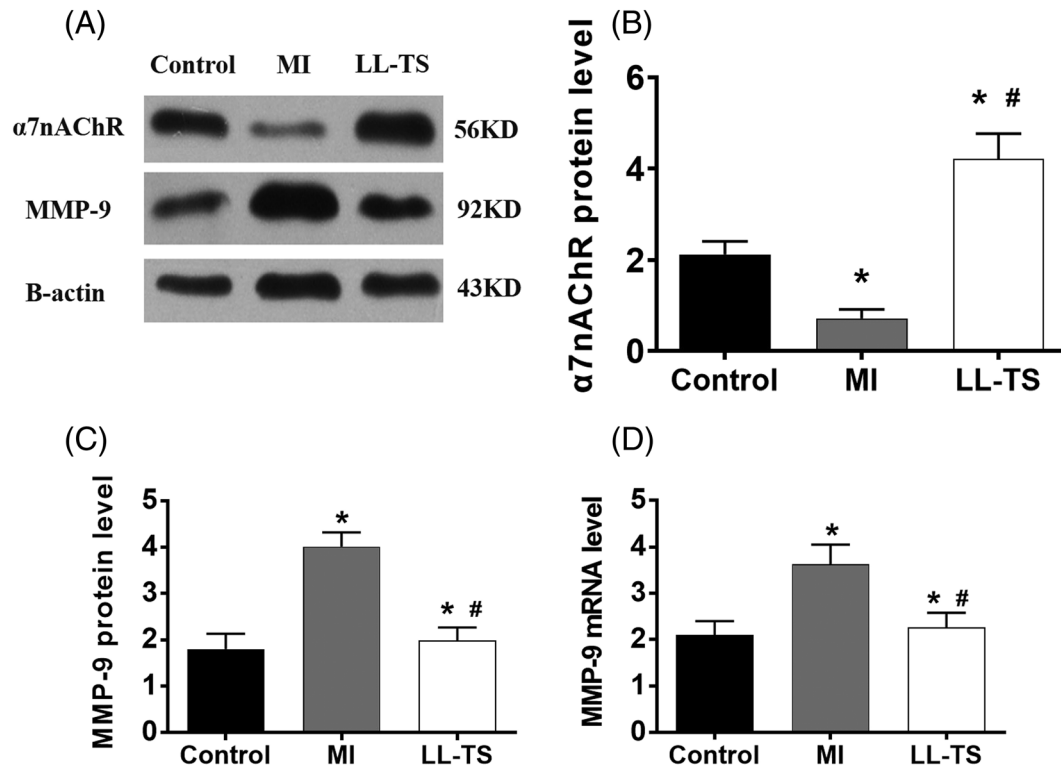 (A)
Control MI LL-TS
α7nAChR 56KD
MMP-9 92KD
B-actin 43KD
(B)
α7nAChR protein level
6
4
2
0
*
* #
Control MI LL-TS
(C)
MMP-9 protein level
5
4
3
2
1
0
*
* #
Control MI LL-TS
(D)
MMP-9 mRNA level
5
4
3
2
1
0
*
* #
Control MI LL-TS